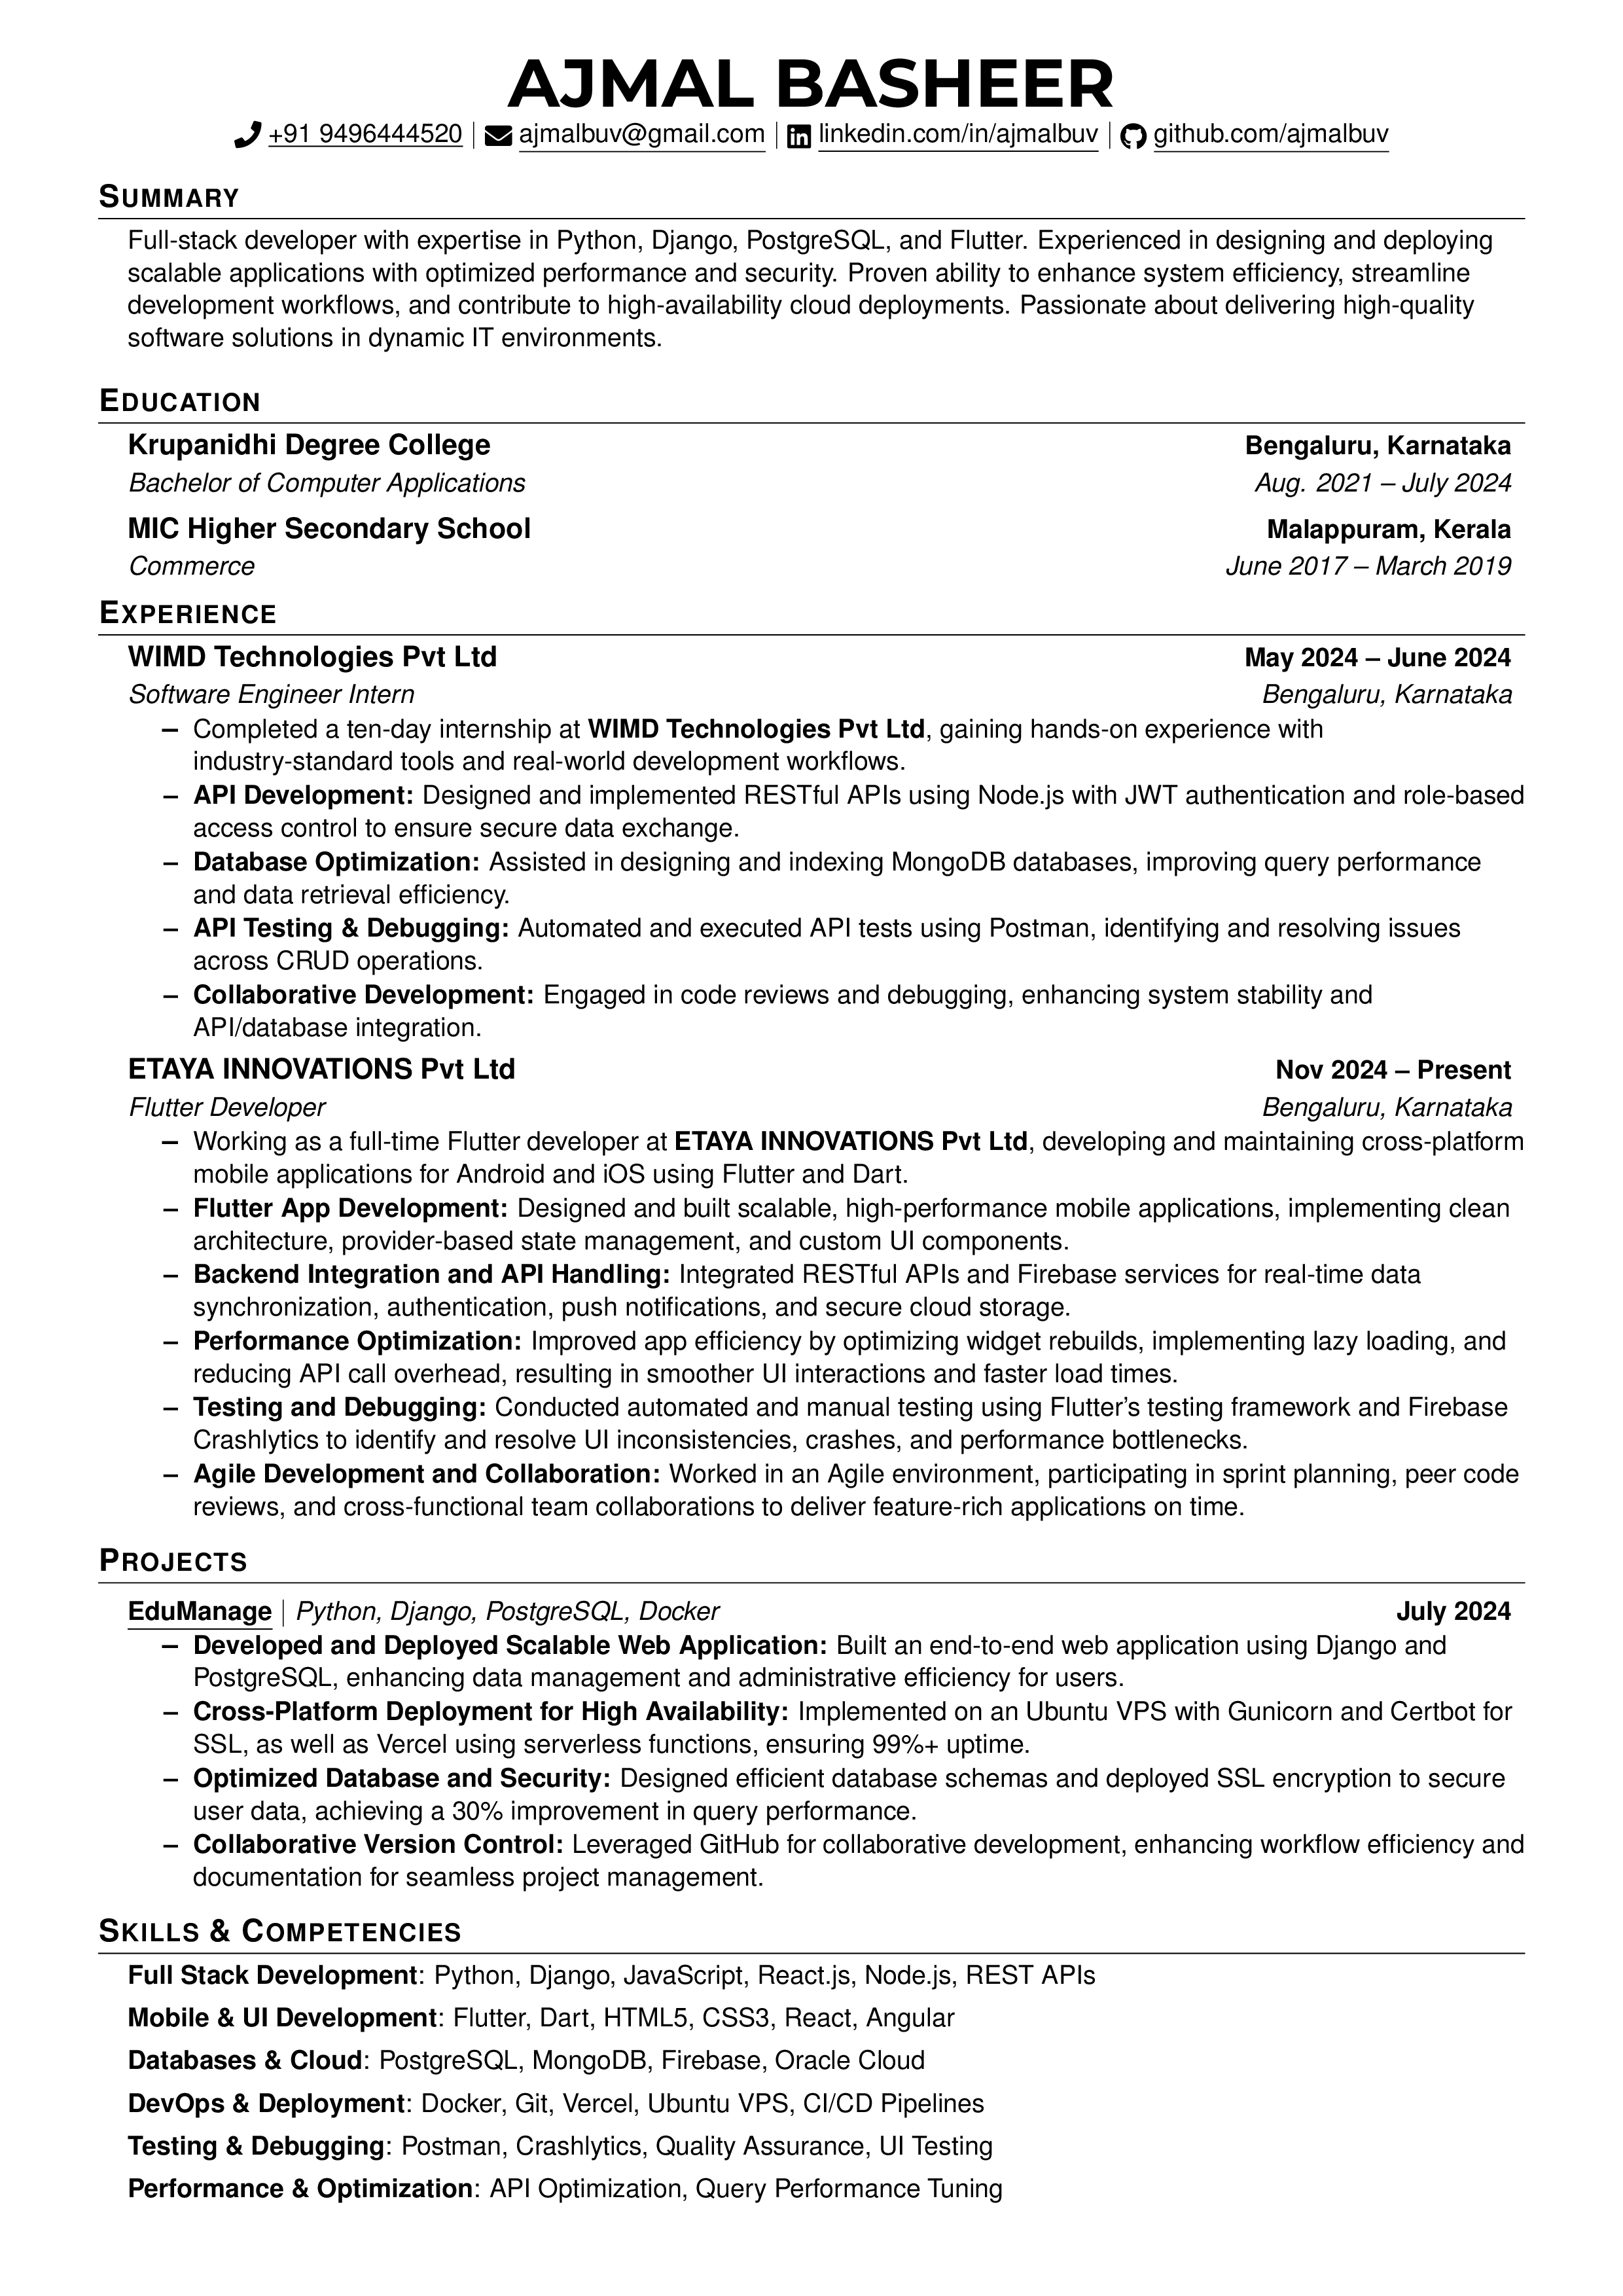 AJMAL BASHEER
+91 9496444520 | ajmalbuv@gmail.com | linkedin.com/in/ajmalbuv | github.com/ajmalbuv
SUMMARY
Full-stack developer with expertise in Python, Django, PostgreSQL, and Flutter. Experienced in designing and deploying
scalable applications with optimized performance and security. Proven ability to enhance system efficiency, streamline
development workflows, and contribute to high-availability cloud deployments. Passionate about delivering high-quality
software solutions in dynamic IT environments.
EDUCATION
Krupanidhi Degree College Bengaluru, Karnataka
Bachelor of Computer Applications Aug. 2021 – July 2024
MIC Higher Secondary School Malappuram, Kerala
Commerce June 2017 – March 2019
EXPERIENCE
WIMD Technologies Pvt Ltd May 2024 – June 2024
Software Engineer Intern Bengaluru, Karnataka
– Completed a ten-day internship at WIMD Technologies Pvt Ltd, gaining hands-on experience with
industry-standard tools and real-world development workflows.
– API Development: Designed and implemented RESTful APIs using Node.js with JWT authentication and role-based
access control to ensure secure data exchange.
– Database Optimization: Assisted in designing and indexing MongoDB databases, improving query performance
and data retrieval efficiency.
– API Testing & Debugging: Automated and executed API tests using Postman, identifying and resolving issues
across CRUD operations.
– Collaborative Development: Engaged in code reviews and debugging, enhancing system stability and
API/database integration.
ETAYA INNOVATIONS Pvt Ltd Nov 2024 – Present
Flutter Developer Bengaluru, Karnataka
– Working as a full-time Flutter developer at ETAYA INNOVATIONS Pvt Ltd, developing and maintaining cross-platform
mobile applications for Android and iOS using Flutter and Dart.
– Flutter App Development: Designed and built scalable, high-performance mobile applications, implementing clean
architecture, provider-based state management, and custom UI components.
– Backend Integration and API Handling: Integrated RESTful APIs and Firebase services for real-time data
synchronization, authentication, push notifications, and secure cloud storage.
– Performance Optimization: Improved app efficiency by optimizing widget rebuilds, implementing lazy loading, and
reducing API call overhead, resulting in smoother UI interactions and faster load times.
– Testing and Debugging: Conducted automated and manual testing using Flutter’s testing framework and Firebase
Crashlytics to identify and resolve UI inconsistencies, crashes, and performance bottlenecks.
– Agile Development and Collaboration: Worked in an Agile environment, participating in sprint planning, peer code
reviews, and cross-functional team collaborations to deliver feature-rich applications on time.
PROJECTS
EduManage | Python, Django, PostgreSQL, Docker July 2024
– Developed and Deployed Scalable Web Application: Built an end-to-end web application using Django and
PostgreSQL, enhancing data management and administrative efficiency for users.
– Cross-Platform Deployment for High Availability: Implemented on an Ubuntu VPS with Gunicorn and Certbot for
SSL, as well as Vercel using serverless functions, ensuring 99%+ uptime.
– Optimized Database and Security: Designed efficient database schemas and deployed SSL encryption to secure
user data, achieving a 30% improvement in query performance.
– Collaborative Version Control: Leveraged GitHub for collaborative development, enhancing workflow efficiency and
documentation for seamless project management.
SKILLS & COMPETENCIES
Full Stack Development: Python, Django, JavaScript, React.js, Node.js, REST APIs
Mobile & UI Development: Flutter, Dart, HTML5, CSS3, React, Angular
Databases & Cloud: PostgreSQL, MongoDB, Firebase, Oracle Cloud
DevOps & Deployment: Docker, Git, Vercel, Ubuntu VPS, CI/CD Pipelines
Testing & Debugging: Postman, Crashlytics, Quality Assurance, UI Testing
Performance & Optimization: API Optimization, Query Performance Tuning